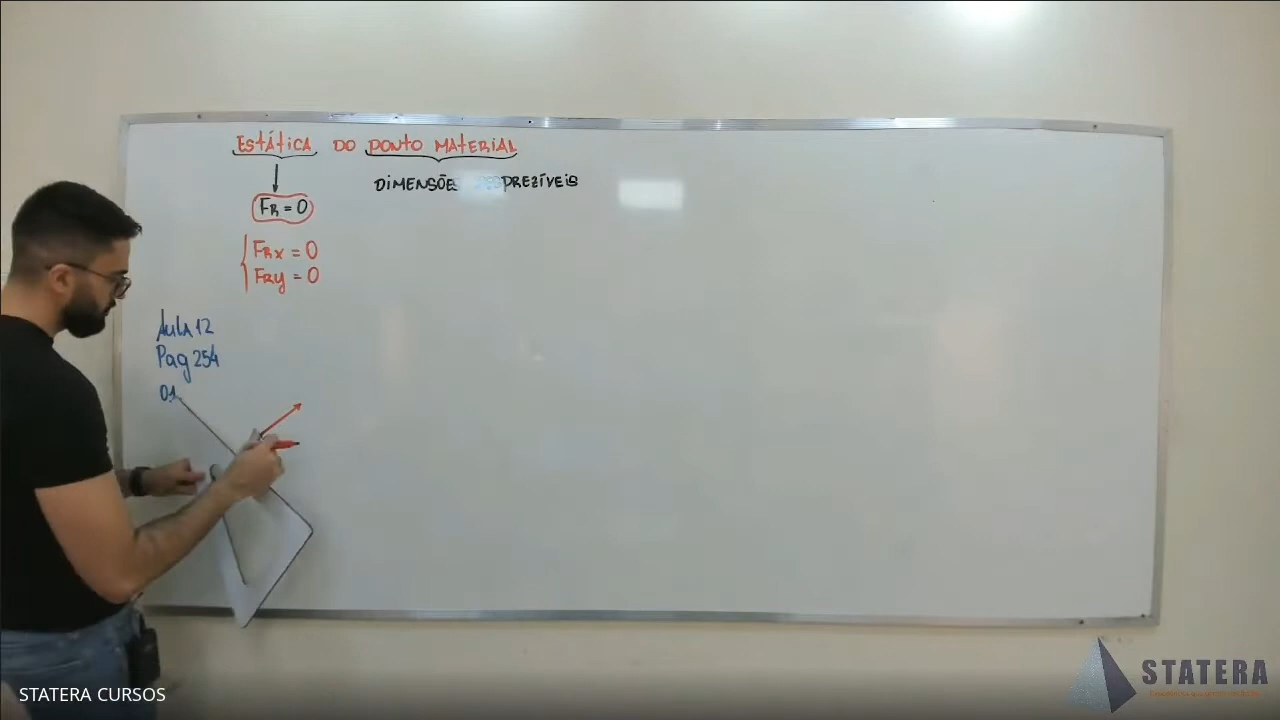 EStÁtiCA DO PONtO MAtERiAL
DiMENSÕE PREZÍVEiS
FR = 0
FRx = 0
FRy = 0
Aula 12
Pag 254
01
STATERA
STATERA CURSOS